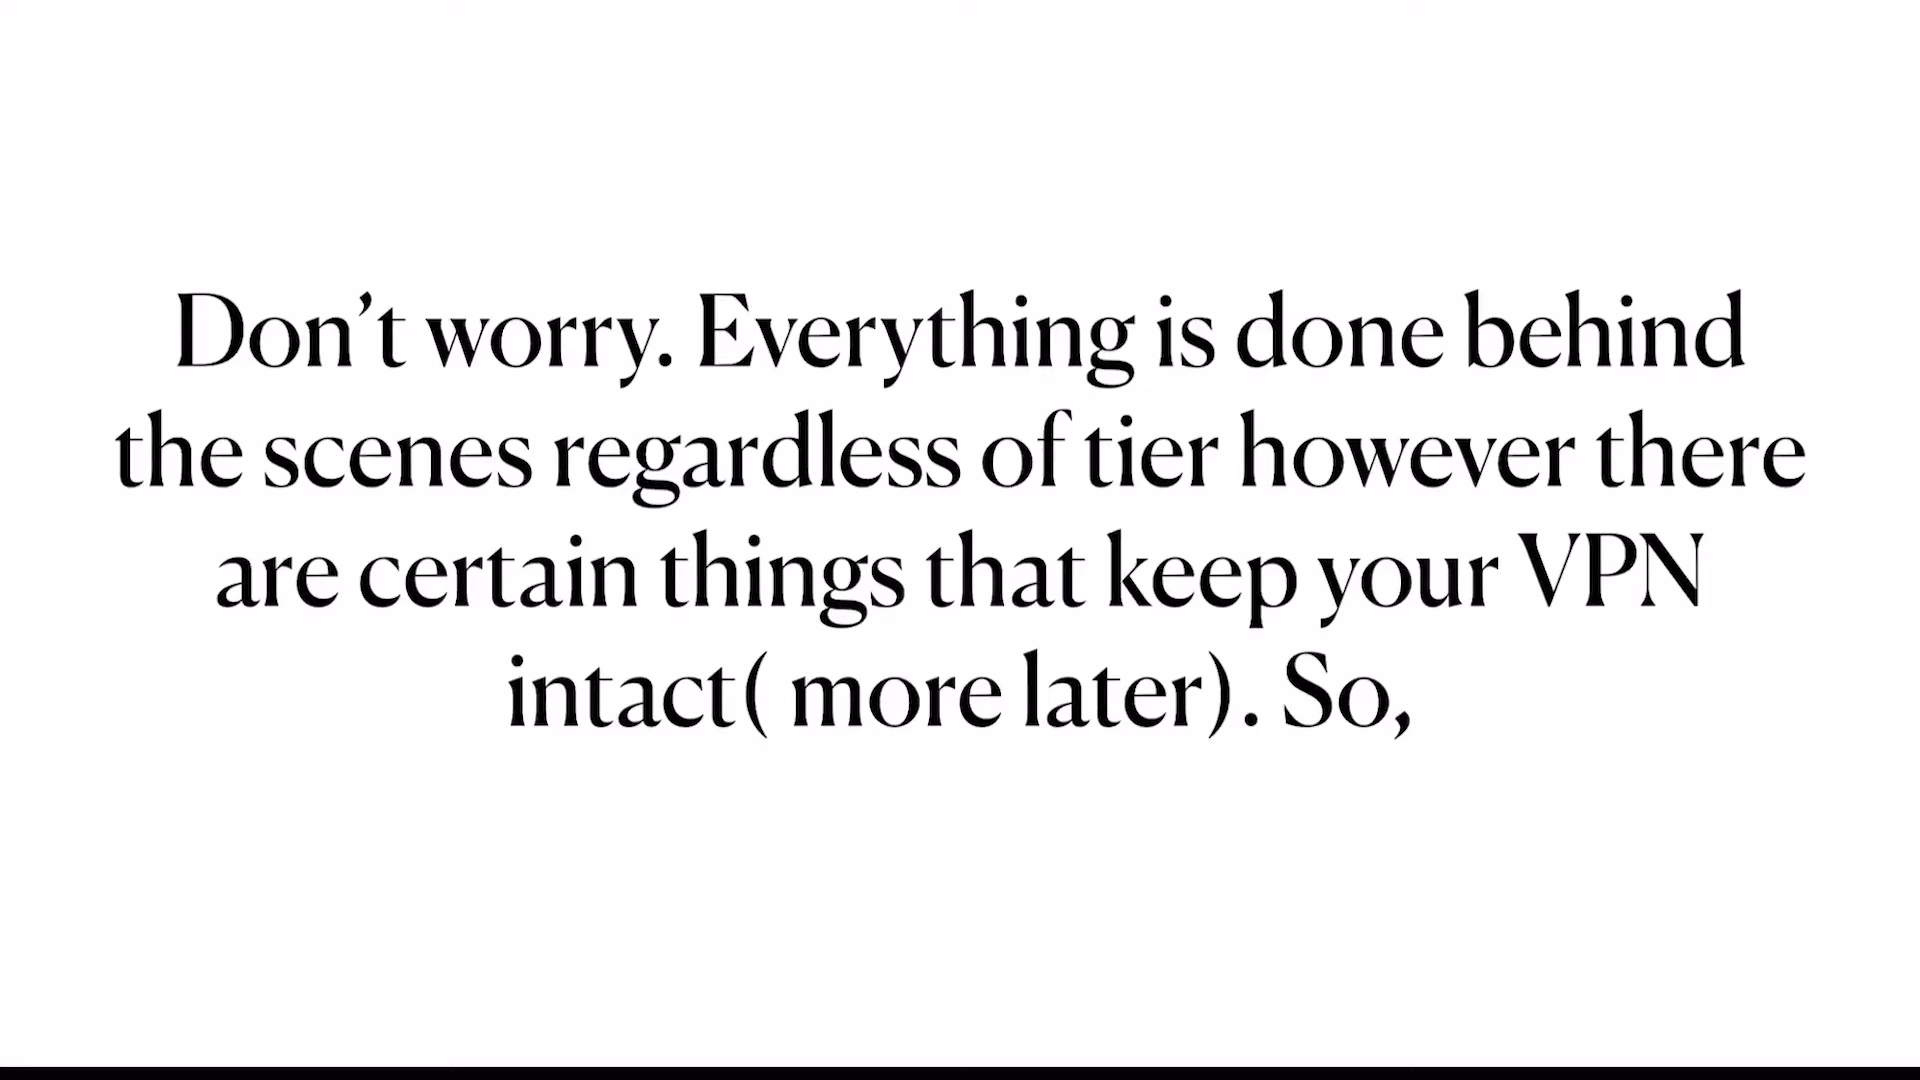 Don’t worry. Everything is done behind
the scenes regardless of tier however there
are certain things that keep your VPN
intact( more later). So,